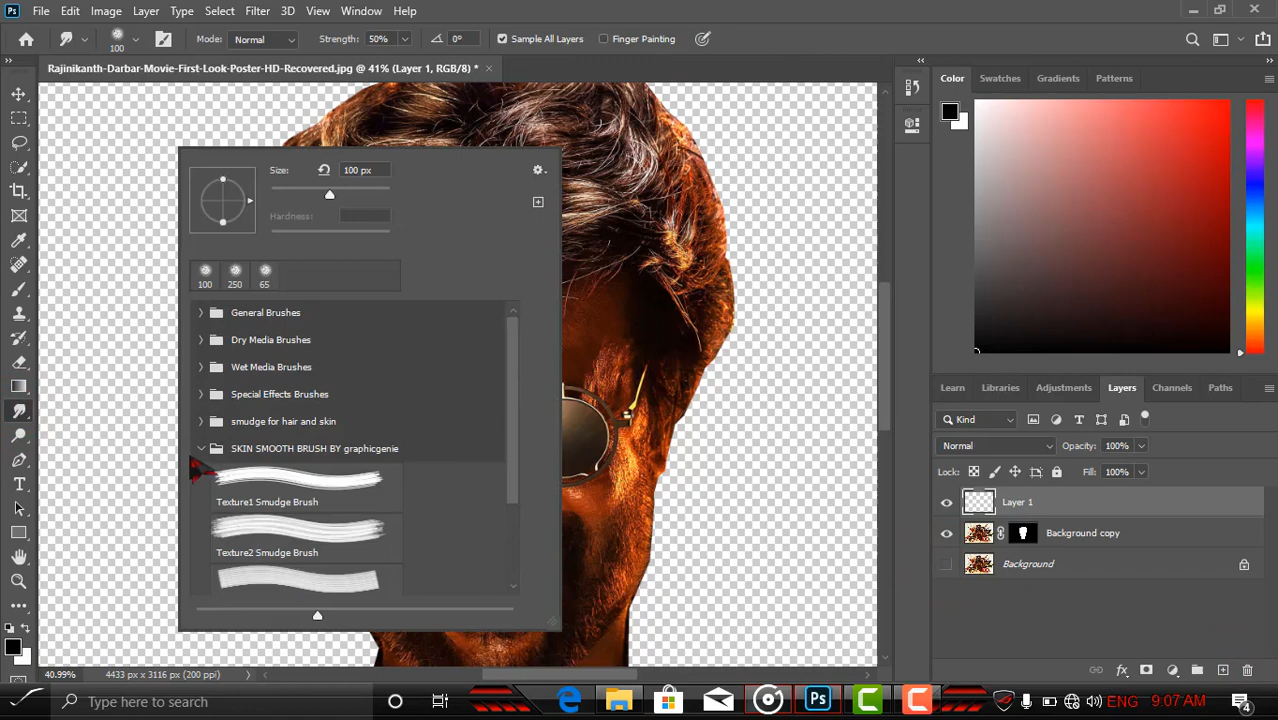 Ps File Edit Image Layer Type Select Filter 3D View Window Help
100 Mode: Normal Strength: 50% 0° Sample All Layers Finger Painting
Rajinikanth-Darbar-Movie-First-Look-Poster-HD-Recovered.jpg @ 41% (Layer 1, RGB/8) *
Color Swatches Gradients Patterns
Size: 100 px
Hardness:
100 250 65
General Brushes
Dry Media Brushes
Wet Media Brushes
Special Effects Brushes
smudge for hair and skin
SKIN SMOOTH BRUSH BY graphicgenie
Texture1 Smudge Brush
Texture2 Smudge Brush
Learn Libraries Adjustments Layers Channels Paths
Kind
Normal Opacity: 100%
Lock: Fill: 100%
Layer 1
Background copy
Background
40.99% 4433 px x 3116 px (200 ppi)
Type here to search
Ps
ENG 9:07 AM
4